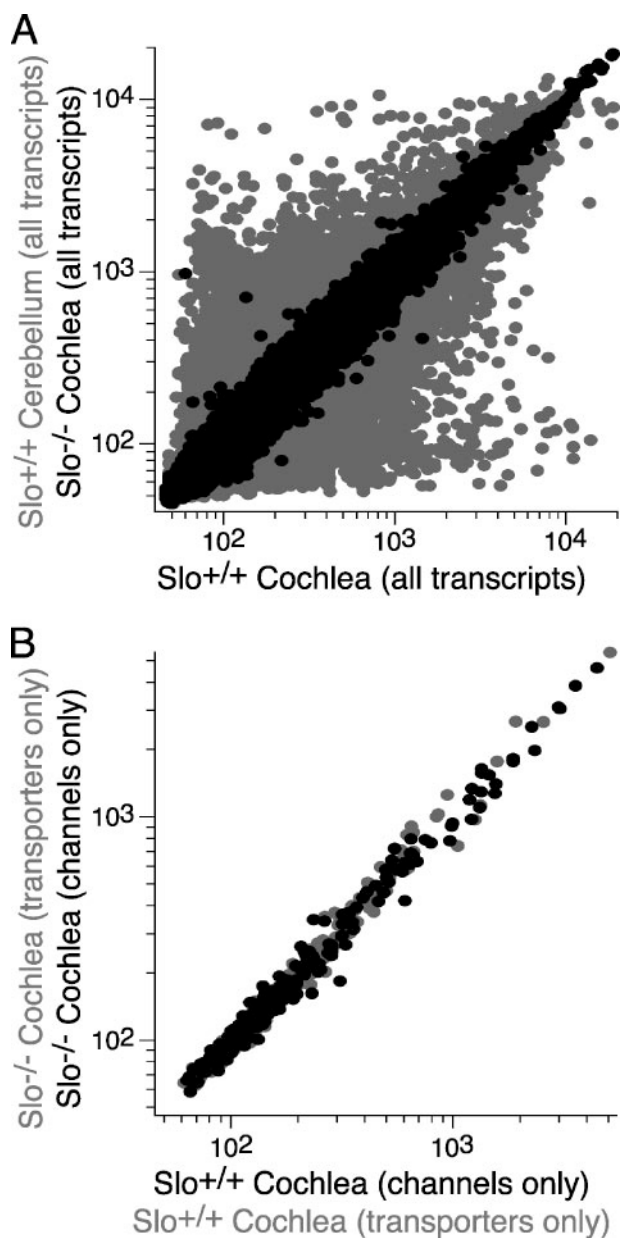 A
Slo+/+ Cerebellum (all transcripts)
Slo-/- Cochlea (all transcripts)
10⁴
10³
10²
10² 10³ 10⁴
Slo+/+ Cochlea (all transcripts)
B
Slo-/- Cochlea (transporters only)
Slo-/- Cochlea (channels only)
10³
10²
10² 10³
Slo+/+ Cochlea (channels only)
Slo+/+ Cochlea (transporters only)